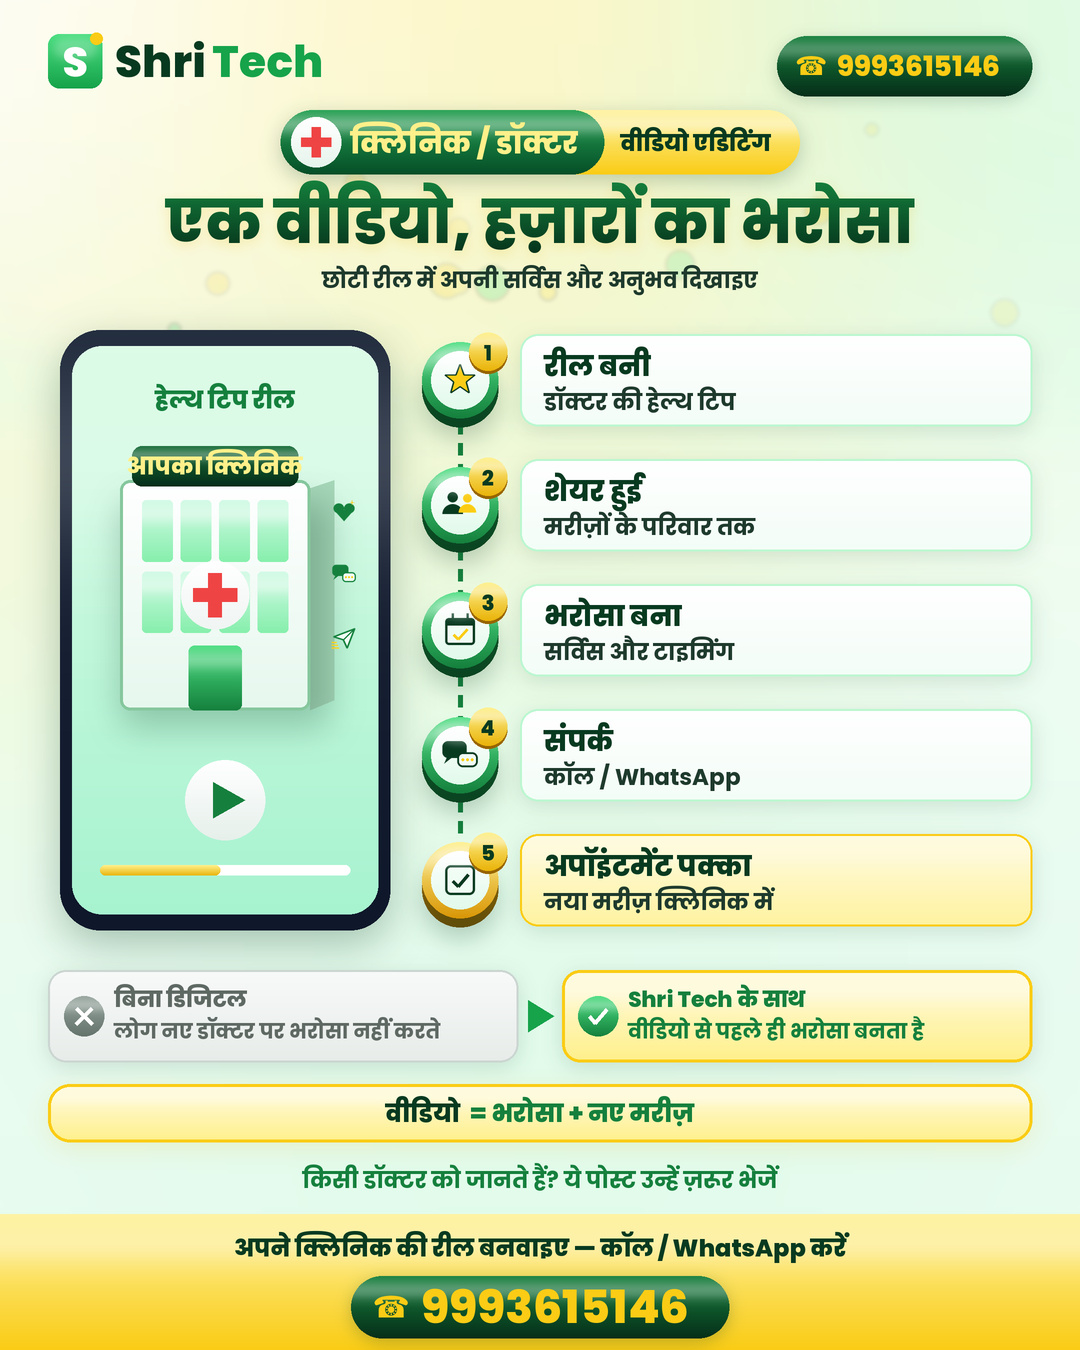 S Shri Tech
☎ 9993615146
क्लिनिक / डॉक्टर
वीडियो एडिटिंग
एक वीडियो, हज़ारों का भरोसा
छोटी रील में अपनी सर्विस और अनुभव दिखाइए
हेल्थ टिप रील
आपका क्लिनिक
1
रील बनी
डॉक्टर की हेल्थ टिप
2
शेयर हुई
मरीज़ों के परिवार तक
3
भरोसा बना
सर्विस और टाइमिंग
4
संपर्क
कॉल / WhatsApp
5
अपॉइंटमेंट पक्का
नया मरीज़ क्लिनिक में
बिना डिजिटल
लोग नए डॉक्टर पर भरोसा नहीं करते
Shri Tech के साथ
वीडियो से पहले ही भरोसा बनता है
वीडियो = भरोसा + नए मरीज़
किसी डॉक्टर को जानते हैं? ये पोस्ट उन्हें ज़रूर भेजें
अपने क्लिनिक की रील बनवाइए — कॉल / WhatsApp करें
☎ 9993615146